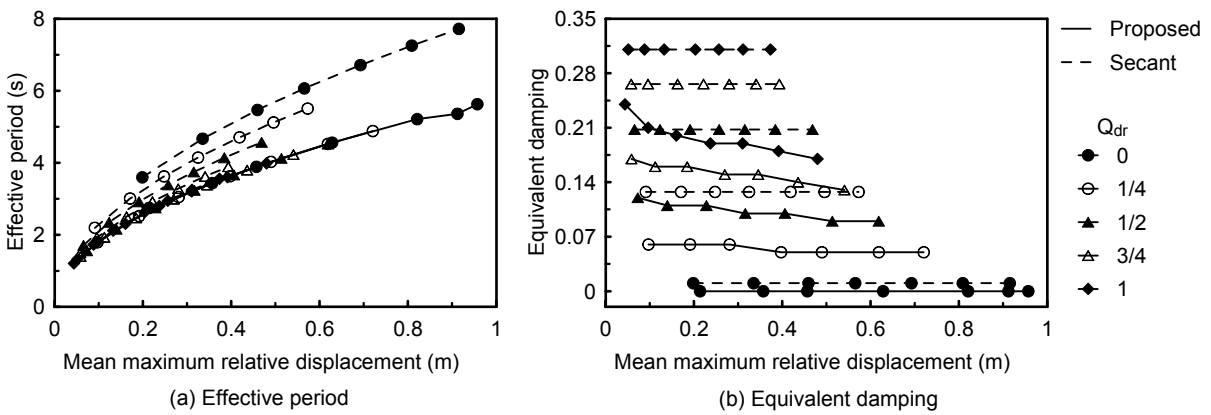 8
6
4
2
0
Effective period (s)
0 0.2 0.4 0.6 0.8 1
Mean maximum relative displacement (m)
(a) Effective period
0.35
0.28
0.21
0.14
0.07
0
Equivalent damping
0 0.2 0.4 0.6 0.8 1
Mean maximum relative displacement (m)
(b) Equivalent damping
Proposed
Secant
Qdr
0
1/4
1/2
3/4
1